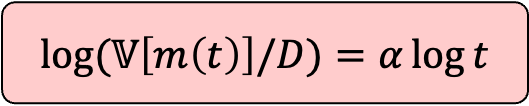 log(𝕍[m(t)]/D) = α log t